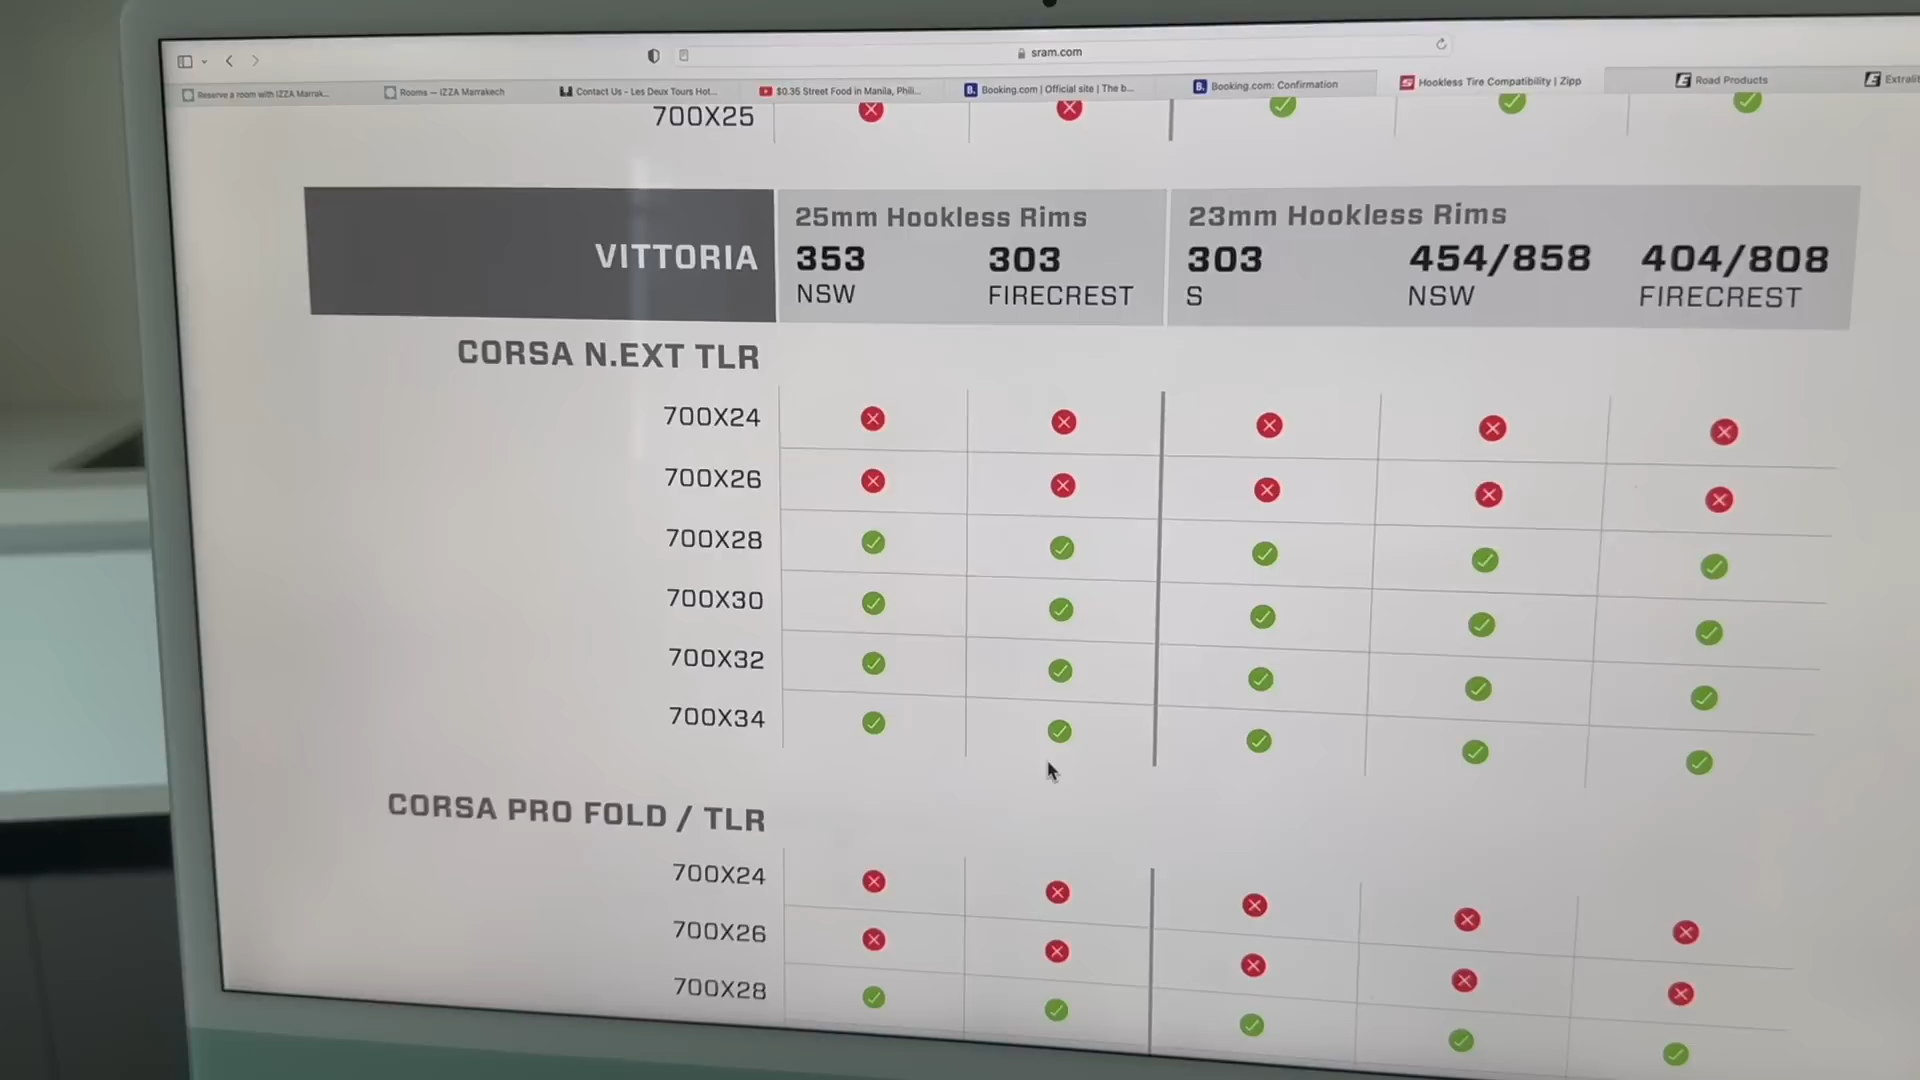 sram.com
Reserve a room with IZZA Marrak...
Rooms — IZZA Marrakech
Contact Us - Les Deux Tours Hot...
$0.35 Street Food in Manila, Phili...
B. Booking.com | Official site | The b...
B. Booking.com: Confirmation
Hookless Tire Compatibility | Zipp
Road Products
Extralit
700X25
VITTORIA
25mm Hookless Rims
23mm Hookless Rims
353 303 303 454/858 404/808
NSW FIRECREST S NSW FIRECREST
CORSA N.EXT TLR
700X24
700X26
700X28
700X30
700X32
700X34
CORSA PRO FOLD / TLR
700X24
700X26
700X28